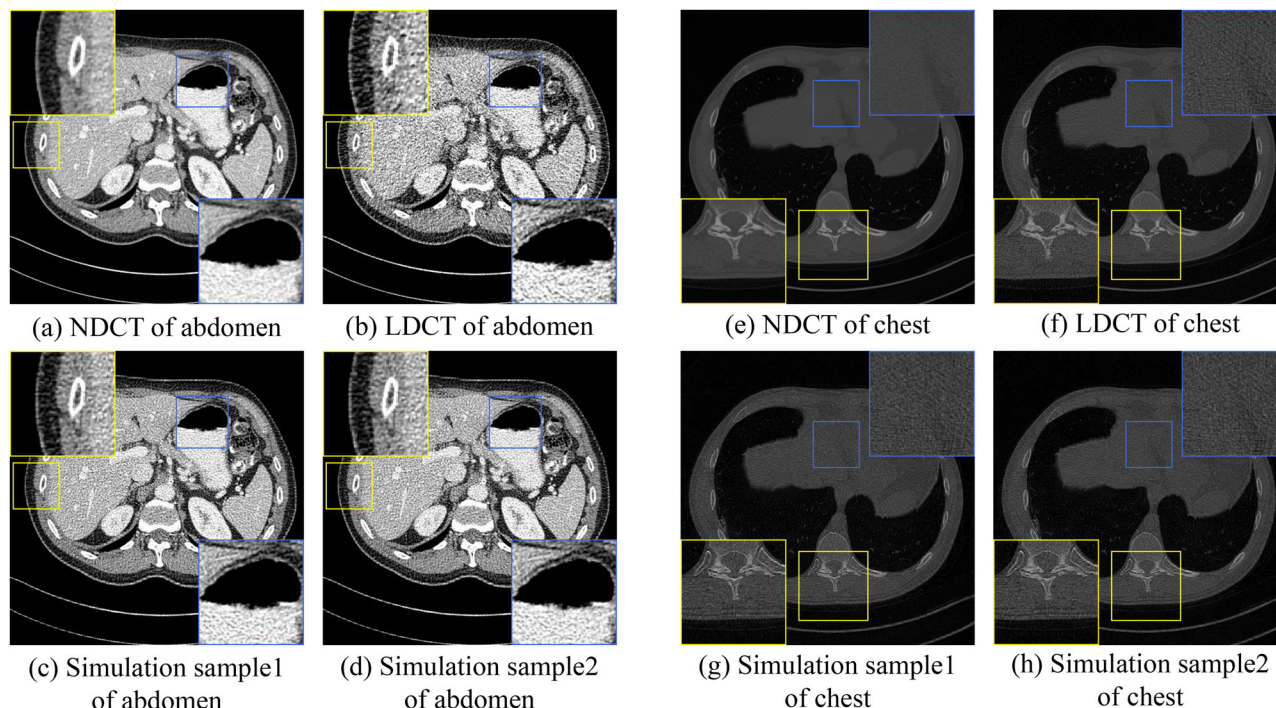 (a) NDCT of abdomen
(b) LDCT of abdomen
(e) NDCT of chest
(f) LDCT of chest
(c) Simulation sample1
of abdomen
(d) Simulation sample2
of abdomen
(g) Simulation sample1
of chest
(h) Simulation sample2
of chest